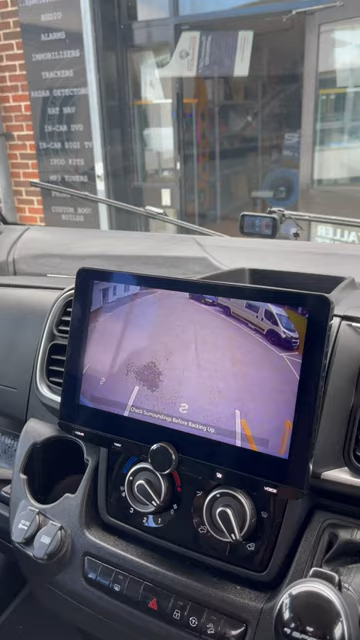 AUDIO
ALARMS
IMMOBILIZERS
TRACKERS
RADAR DETECTORS
SAT NAV
IN-CAR DVD
IN-CAR DIGI TV
IPOD KITS
MP3 TUNERS
CUSTOM BOOT
BUILDS
Check Surroundings Before Backing Up.